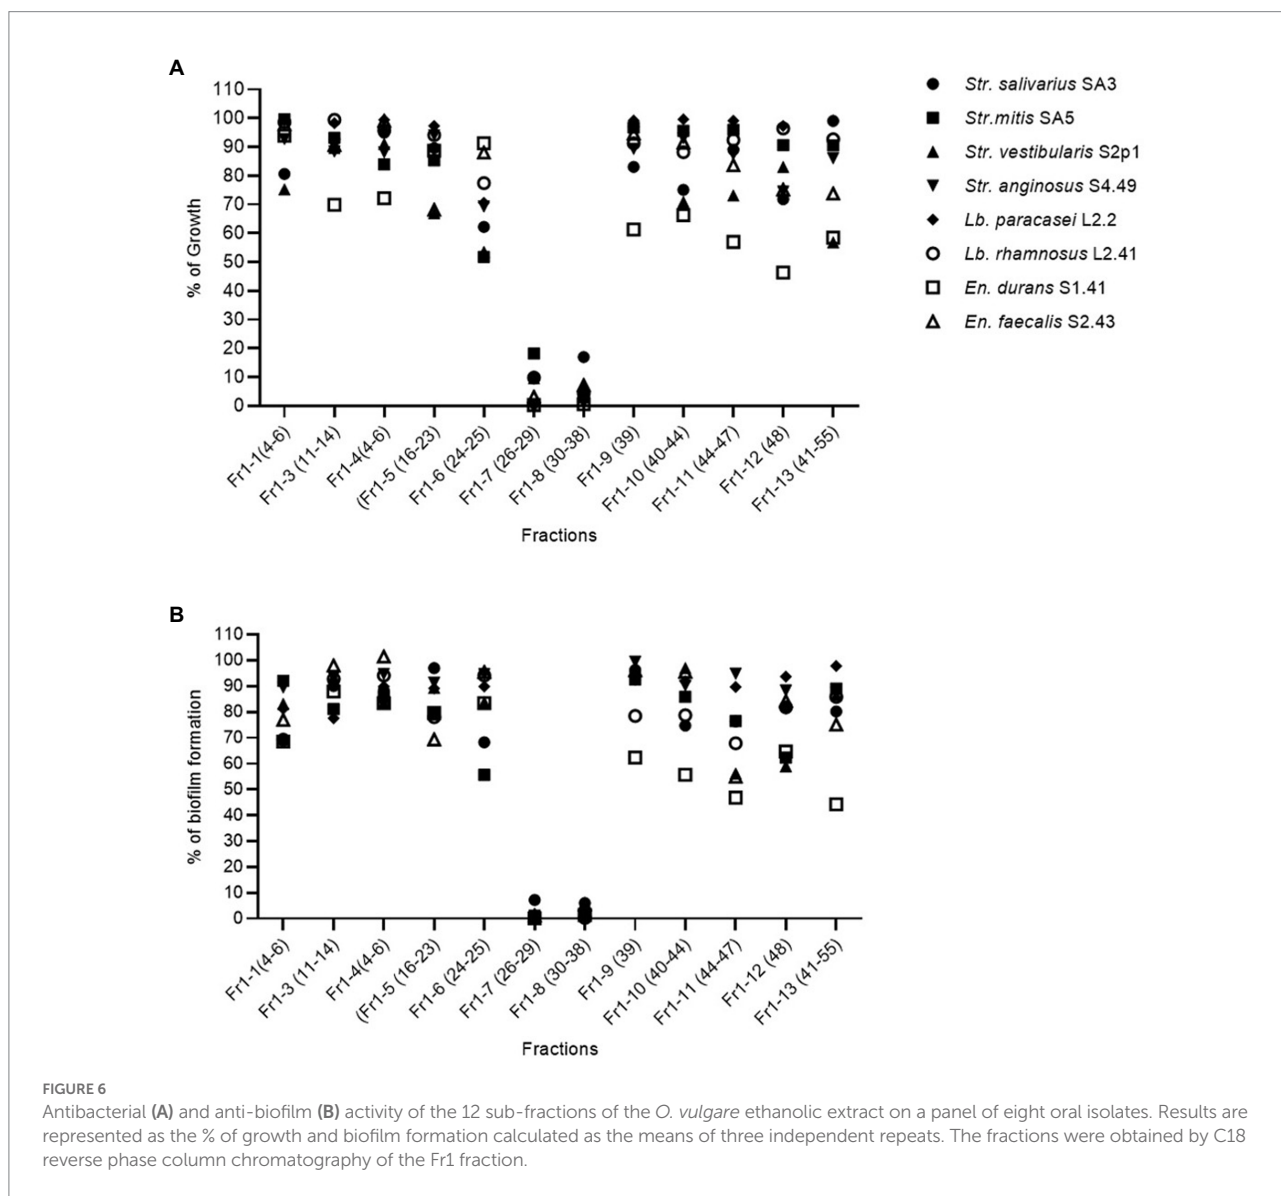 A
110
100
90
80
70
60
50
40
30
20
10
0
% of Growth
Fr1-1(4-6)
Fr1-3 (11-14)
Fr1-4(4-6)
(Fr1-5 (16-23)
Fr1-6 (24-25)
Fr1-7 (26-29)
Fr1-8 (30-38)
Fr1-9 (39)
Fr1-10 (40-44)
Fr1-11 (44-47)
Fr1-12 (48)
Fr1-13 (41-55)
Fractions
Str. salivarius SA3
Str.mitis SA5
Str. vestibularis S2p1
Str. anginosus S4.49
Lb. paracasei L2.2
Lb. rhamnosus L2.41
En. durans S1.41
En. faecalis S2.43
B
110
100
90
80
70
60
50
40
30
20
10
0
% of biofilm formation
Fr1-1(4-6)
Fr1-3 (11-14)
Fr1-4(4-6)
(Fr1-5 (16-23)
Fr1-6 (24-25)
Fr1-7 (26-29)
Fr1-8 (30-38)
Fr1-9 (39)
Fr1-10 (40-44)
Fr1-11 (44-47)
Fr1-12 (48)
Fr1-13 (41-55)
Fractions
FIGURE 6
Antibacterial (A) and anti-biofilm (B) activity of the 12 sub-fractions of the O. vulgare ethanolic extract on a panel of eight oral isolates. Results are
represented as the % of growth and biofilm formation calculated as the means of three independent repeats. The fractions were obtained by C18
reverse phase column chromatography of the Fr1 fraction.